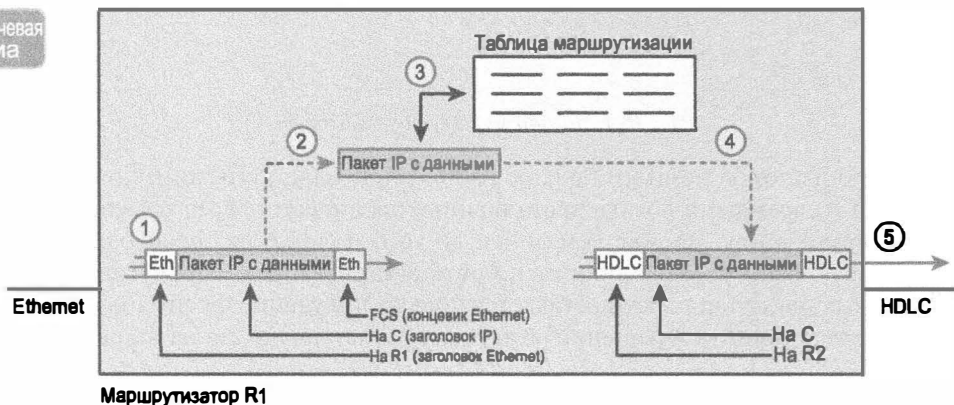 Таблица маршрутизации
3
2
4
Пакет IP с данными
1
5
Eth Пакет IP с данными Eth
HDLC Пакет IP с данными HDLC
Ethernet
HDLC
FCS (концевик Ethernet)
На C (заголовок IP)
На R1 (заголовок Ethernet)
На C
На R2
Маршрутизатор R1